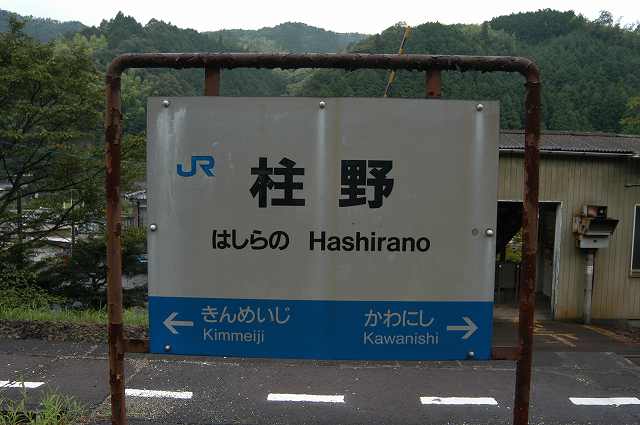 JR
柱野
はしらの Hashirano
← きんめいじ
Kimmeiji
かわにし →
Kawanishi